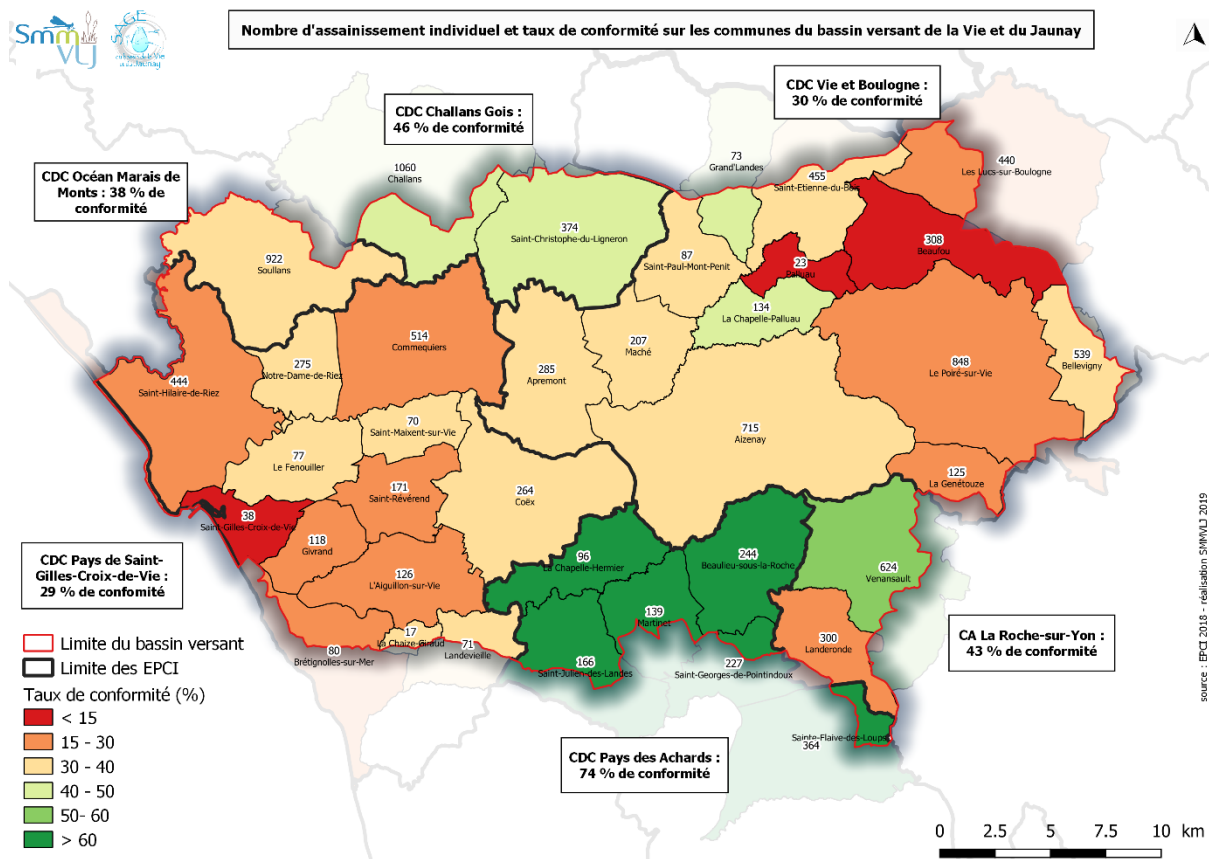 Smm
VLJ
SAGE
Nombre d'assainissement individuel et taux de conformité sur les communes du bassin versant de la Vie et du Jaunay
CDC Vie et Boulogne :
30 % de conformité
CDC Challans Gois :
46 % de conformité
CDC Océan Marais de
Monts : 38 % de
conformité
1060
Challans
73
Grand'Landes
455
Saint-Etienne-du-Bois
440
Les Lucs-sur-Boulogne
374
Saint-Christophe-du-Ligneron
308
Beaufou
922
Soullans
87
Saint-Paul-Mont-Penit
23
Palluau
134
La Chapelle-Palluau
514
Commequiers
207
Maché
275
Notre-Dame-de-Riez
285
Apremont
848
Le Poiré-sur-Vie
539
Bellevigny
444
Saint-Hilaire-de-Riez
70
Saint-Maixent-sur-Vie
715
Aizenay
77
Le Fenouiller
125
La Genétouze
171
Saint-Révérend
264
Coëx
38
Saint-Gilles-Croix-de-Vie
118
Givrand
96
La Chapelle-Hermier
244
Beaulieu-sous-la-Roche
624
Venansault
126
L'Aiguillon-sur-Vie
139
Martinet
300
Landeronde
17
La Chaize-Giraud
71
Landevieille
80
Brétignolles-sur-Mer
166
Saint-Julien-des-Landes
227
Saint-Georges-de-Pointindoux
Sainte-Flaive-des-Loups
364
CDC Pays de Saint-
Gilles-Croix-de-Vie :
29 % de confomité
CA La Roche-sur-Yon :
43 % de conformité
CDC Pays des Achards :
74 % de conformité
Limite du bassin versant
Limite des EPCI
Taux de conformité (%)
< 15
15 - 30
30 - 40
40 - 50
50- 60
> 60
0 2.5 5 7.5 10 km
source : EPCI 2018 - réalisation SMMVLJ 2019